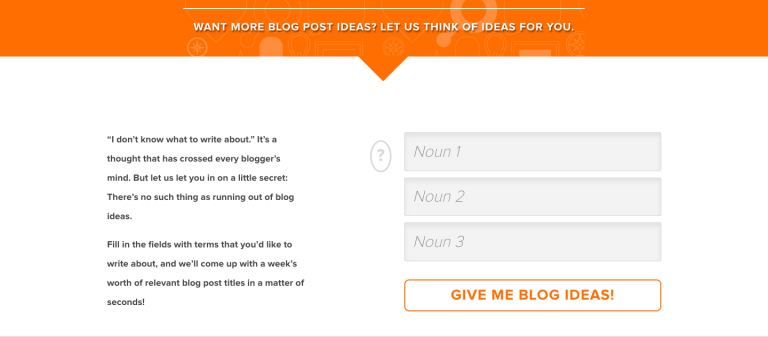 WANT MORE BLOG POST IDEAS? LET US THINK OF IDEAS FOR YOU.
“I don’t know what to write about.” It’s a
thought that has crossed every blogger’s
mind. But let us let you in on a little secret:
There’s no such thing as running out of blog
ideas.
Fill in the fields with terms that you’d like to
write about, and we’ll come up with a week’s
worth of relevant blog post titles in a matter of
seconds!
?
Noun 1
Noun 2
Noun 3
GIVE ME BLOG IDEAS!